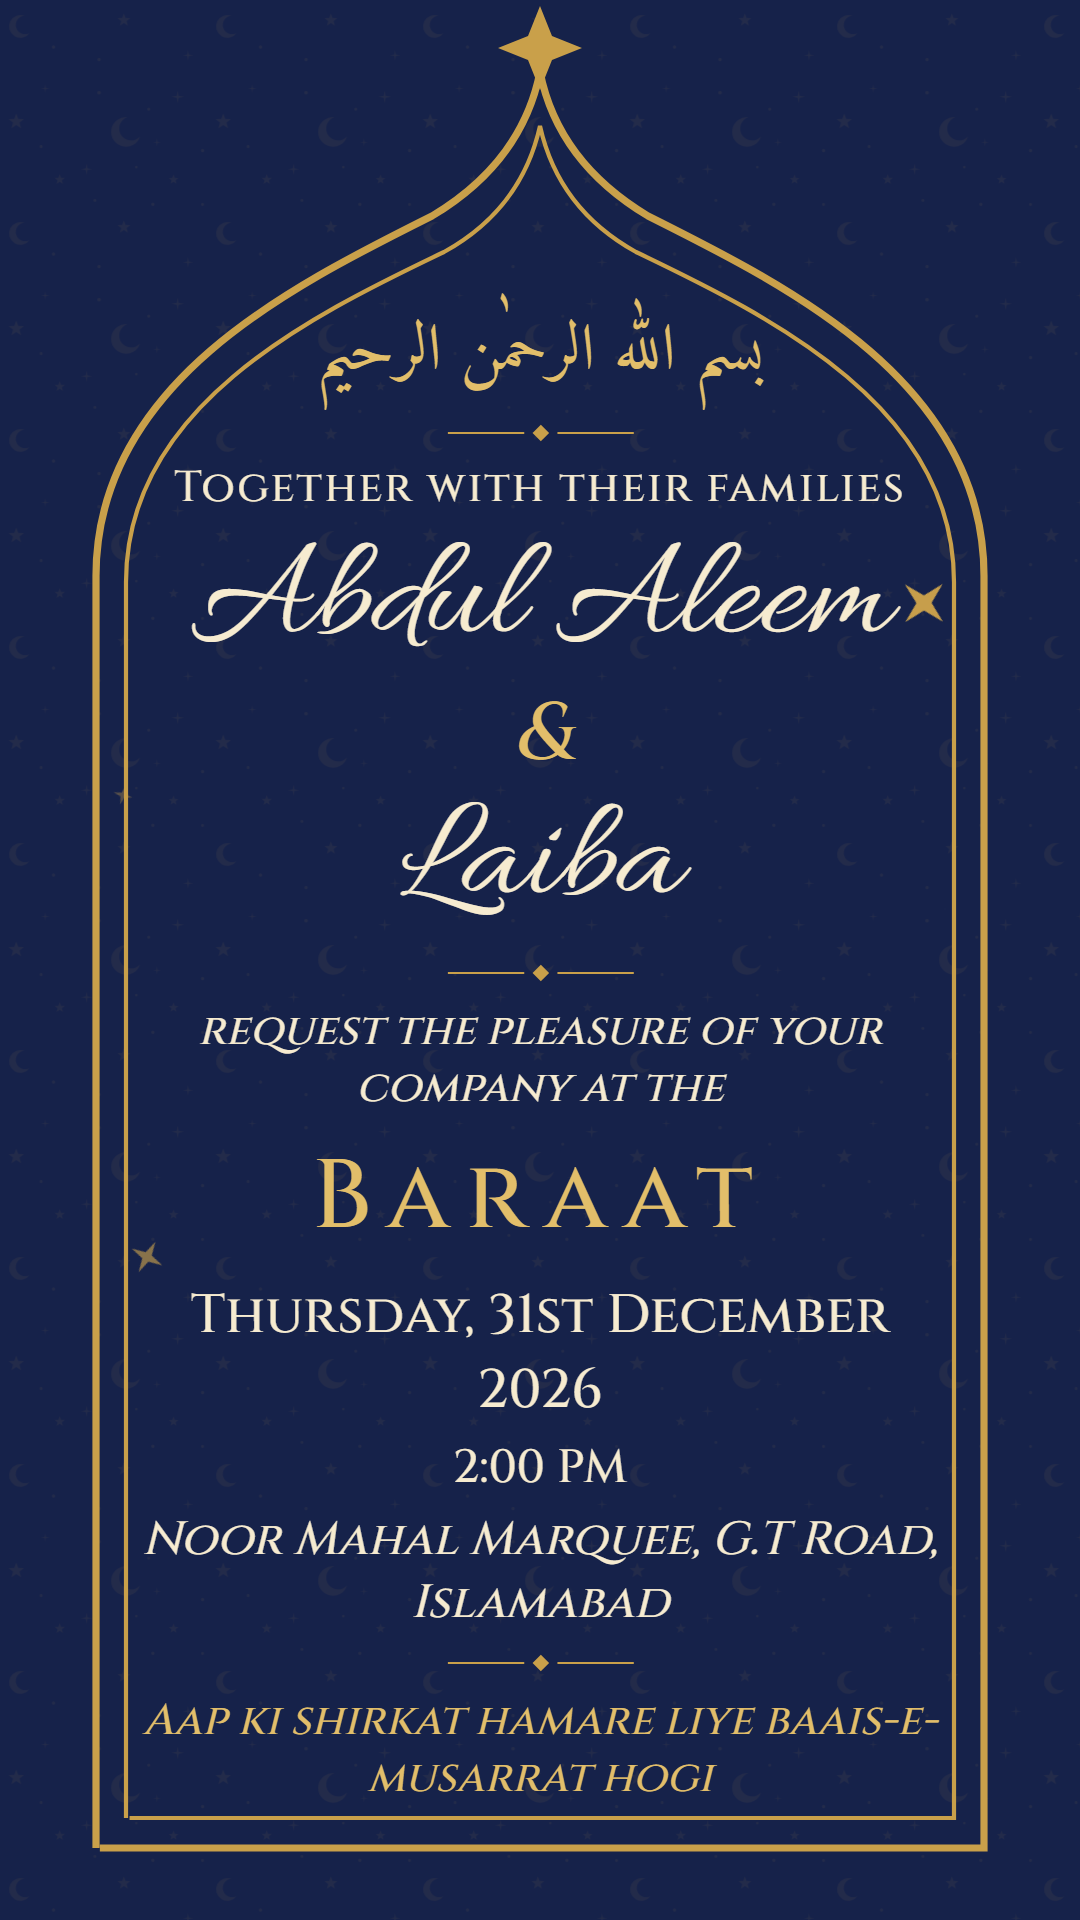 بسم الله الرحمٰن الرحيم
Together with their families
Abdul Aleem
&
Laiba
request the pleasure of your
company at the
Baraat
Thursday, 31st December
2026
2:00 PM
Noor Mahal Marquee, G.T Road,
Islamabad
Aap ki shirkat hamare liye baais-e-
musarrat hogi